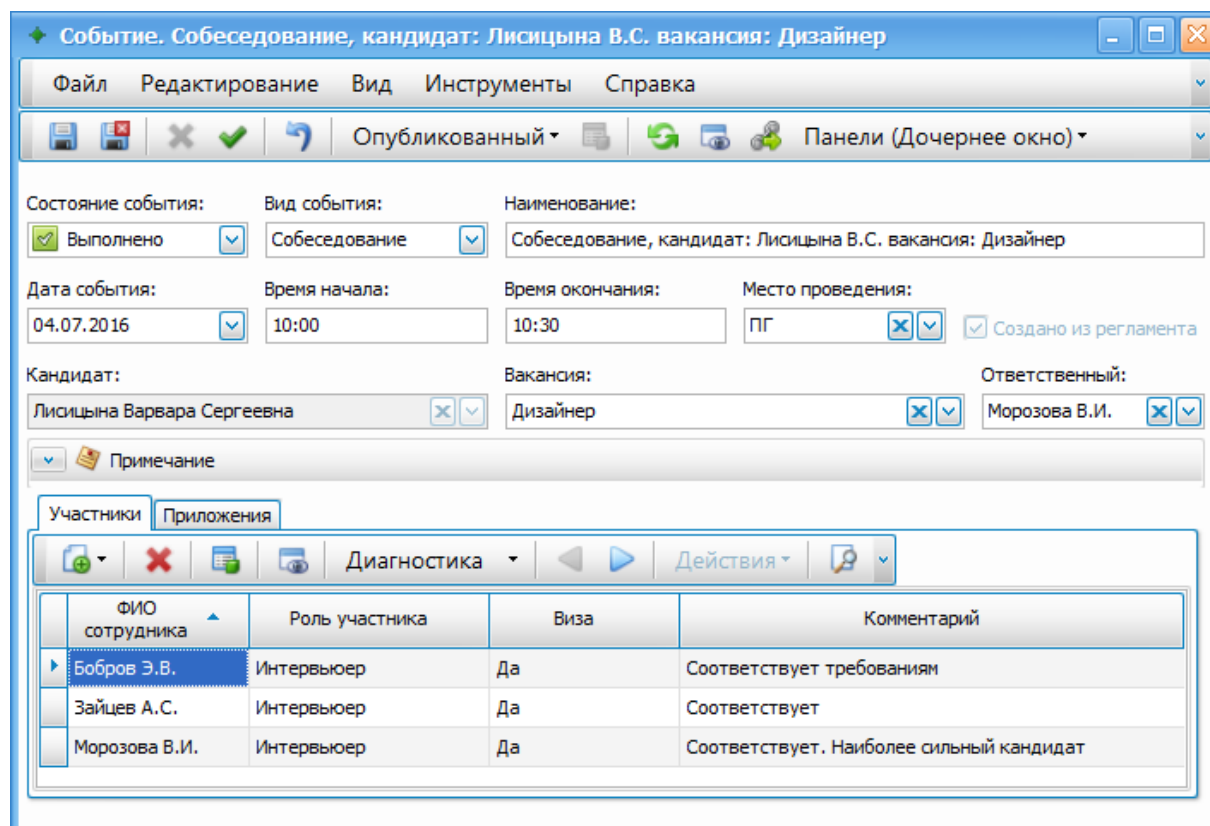 Событие. Собеседование, кандидат: Лисицына В.С. вакансия: Дизайнер
Файл Редактирование Вид Инструменты Справка
Опубликованный Панели (Дочернее окно)
Состояние события: Вид события: Наименование:
Выполнено Собеседование Собеседование, кандидат: Лисицына В.С. вакансия: Дизайнер
Дата события: Время начала: Время окончания: Место проведения:
04.07.2016 10:00 10:30 ПГ Создано из регламента
Кандидат: Вакансия: Ответственный:
Лисицына Варвара Сергеевна Дизайнер Морозова В.И.
Примечание
Участники Приложения
Диагностика Действия
ФИО
сотрудника Роль участника Виза Комментарий
Бобров Э.В. Интервьюер Да Соответствует требованиям
Зайцев А.С. Интервьюер Да Соответствует
Морозова В.И. Интервьюер Да Соответствует. Наиболее сильный кандидат